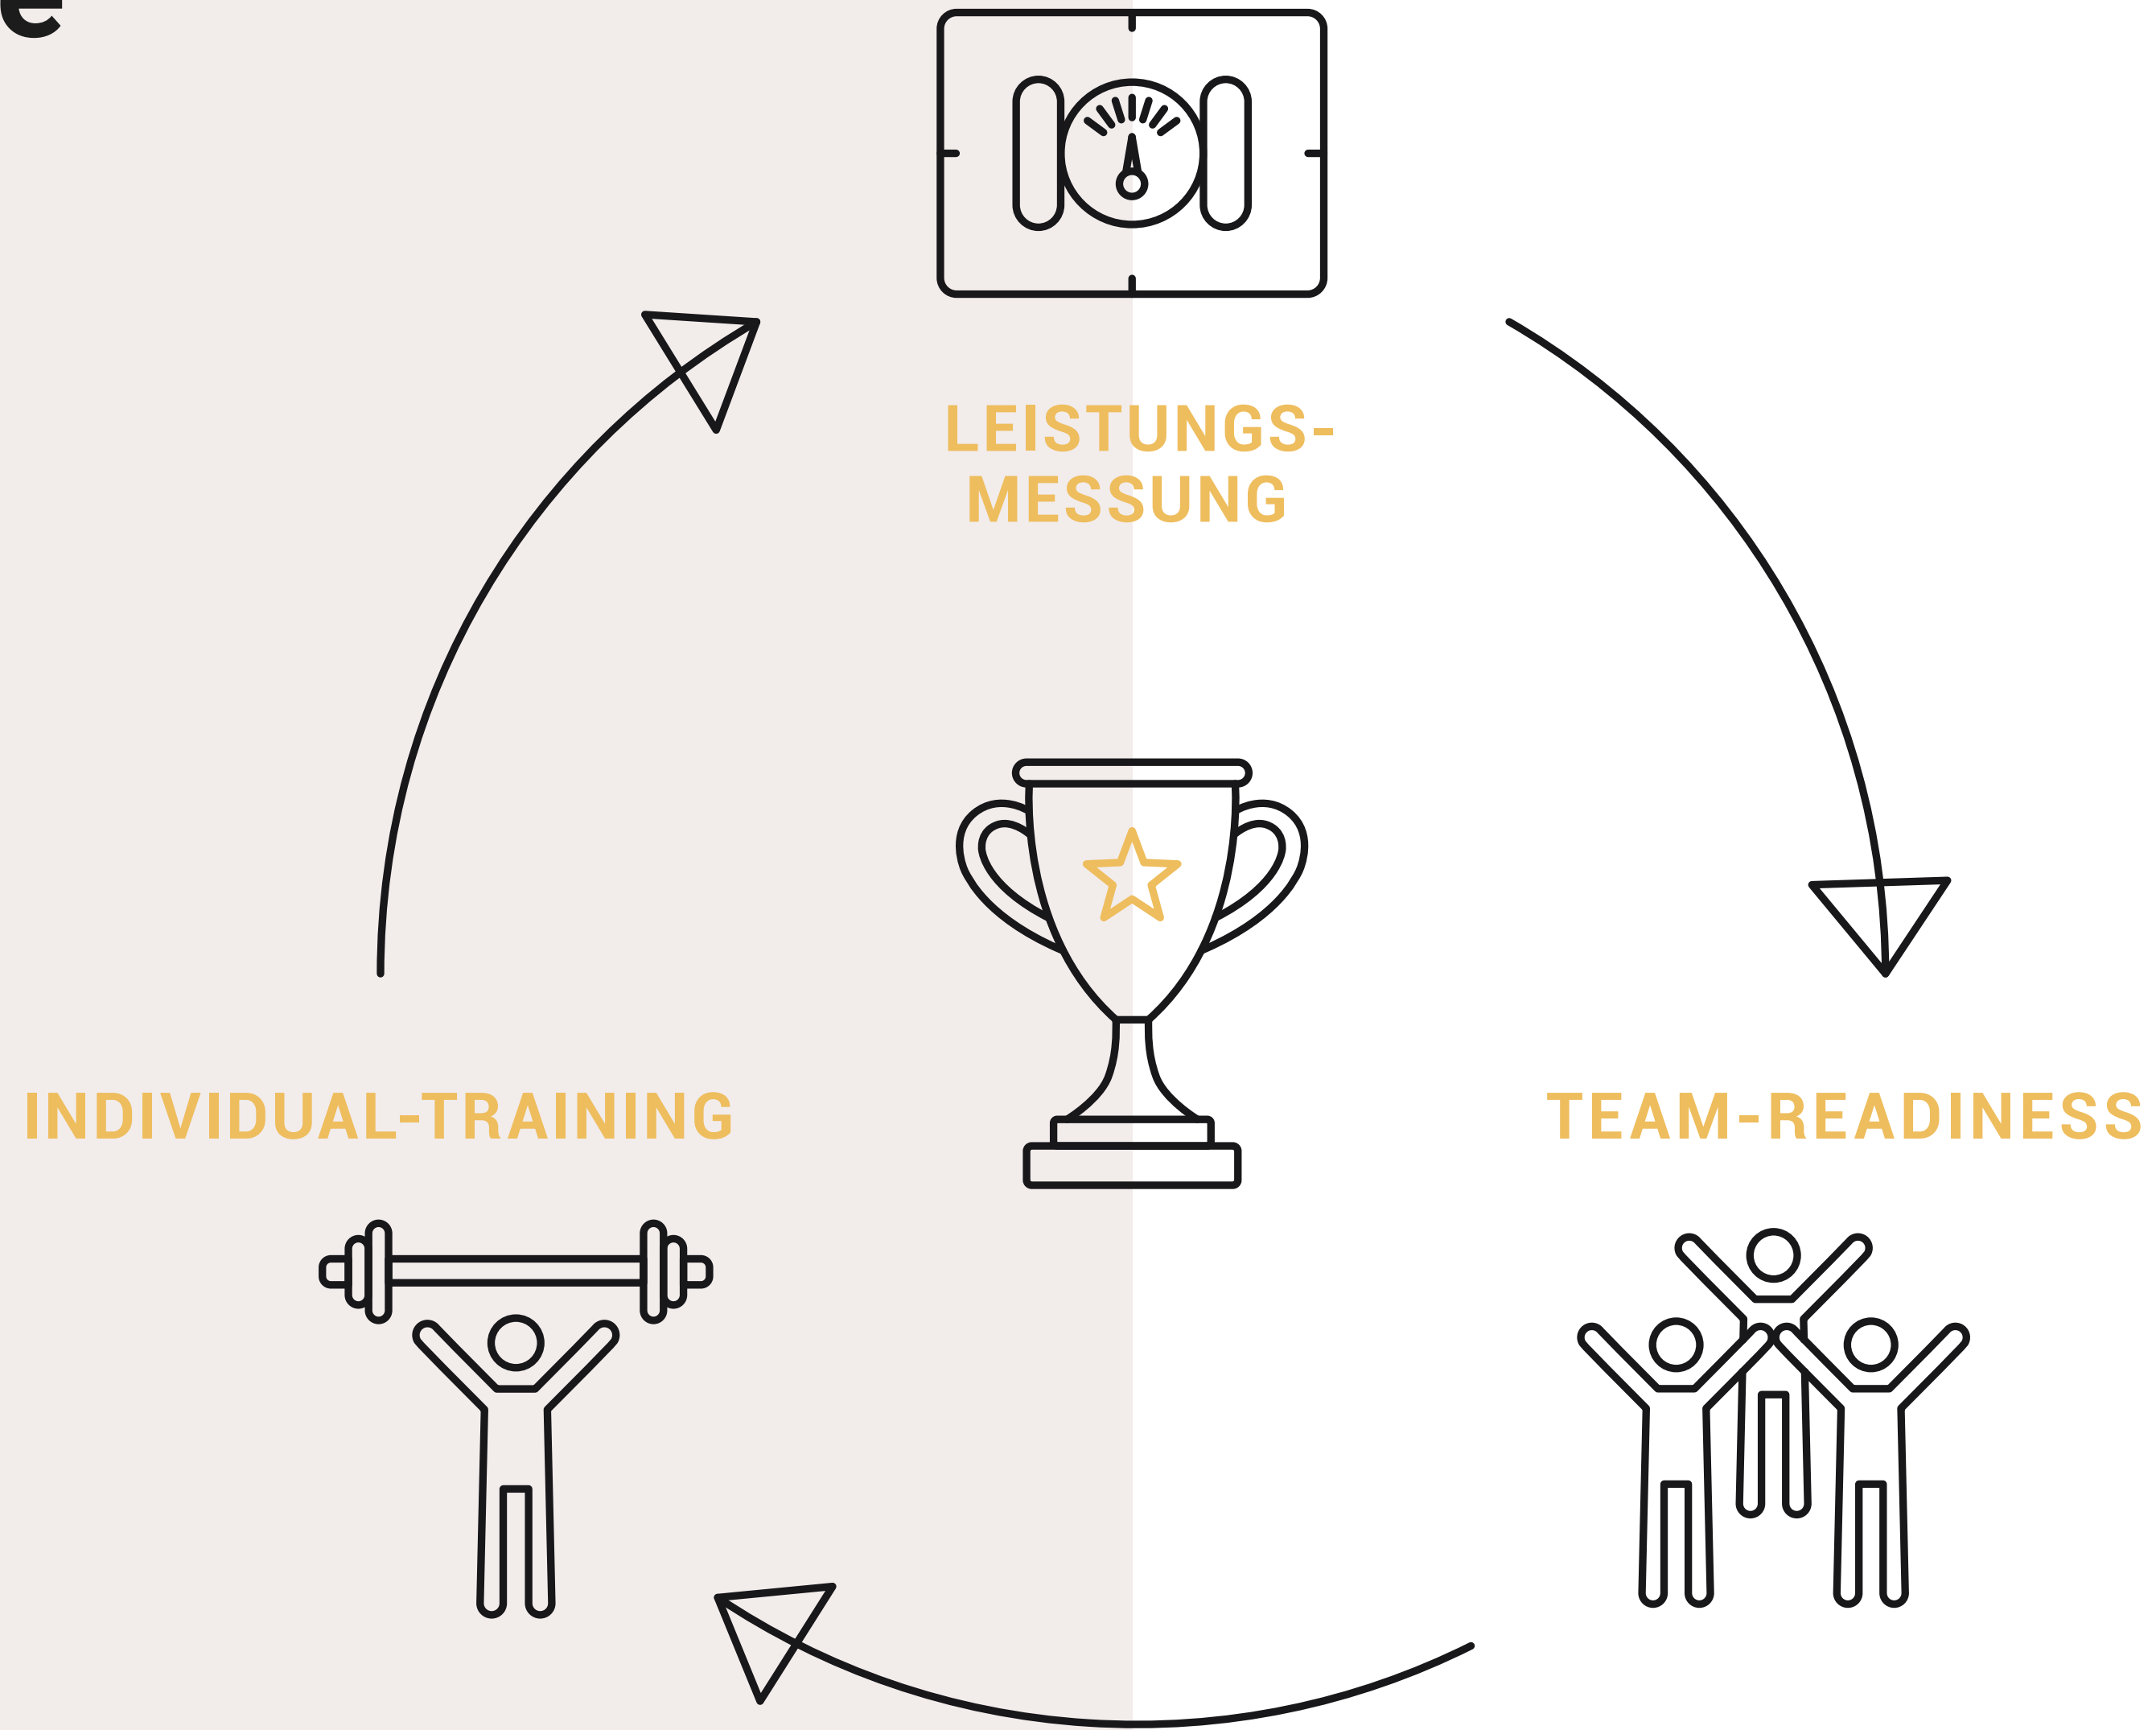 e
LEISTUNGS-
MESSUNG
INDIVIDUAL-TRAINING
TEAM-READINESS